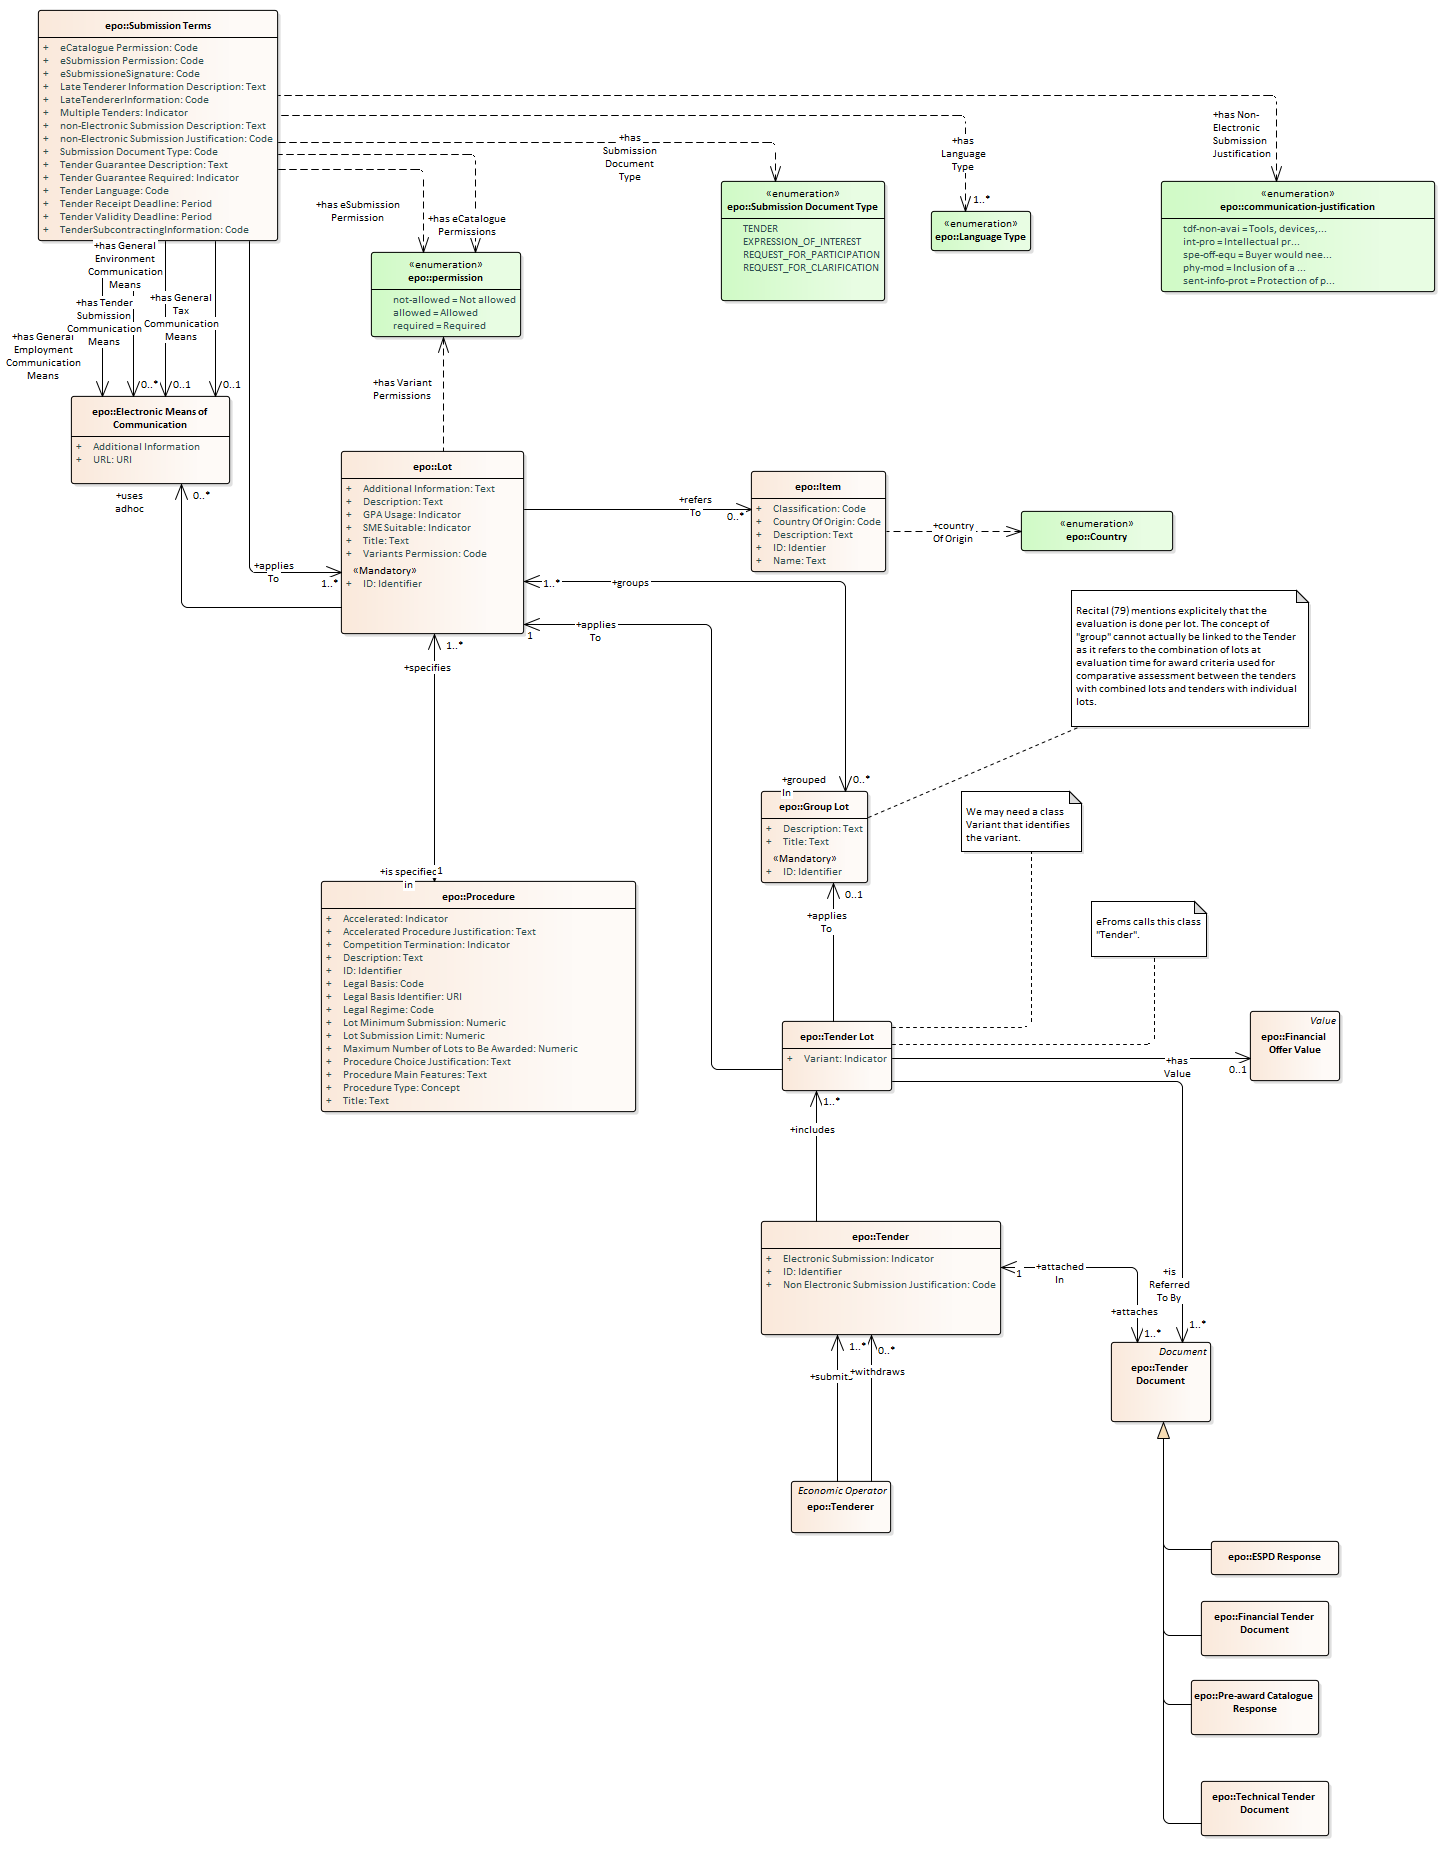 epo::Submission Terms
+ eCatalogue Permission: Code
+ eSubmission Permission: Code
+ eSubmissioneSignature: Code
+ Late Tenderer Information Description: Text
+ LateTendererInformation: Code
+ Multiple Tenders: Indicator
+ non-Electronic Submission Description: Text
+ non-Electronic Submission Justification: Code
+ Submission Document Type: Code
+ Tender Guarantee Description: Text
+ Tender Guarantee Required: Indicator
+ Tender Language: Code
+ Tender Receipt Deadline: Period
+ Tender Validity Deadline: Period
+ TenderSubcontractingInformation: Code
+has Non-
Electronic
Submission
Justification
+has
Language
Type
1..*
+has
Submission
Document
Type
+has eSubmission
Permission
+has eCatalogue
Permissions
«enumeration»
epo::Submission Document Type
TENDER
EXPRESSION_OF_INTEREST
REQUEST_FOR_PARTICIPATION
REQUEST_FOR_CLARIFICATION
«enumeration»
epo::Language Type
«enumeration»
epo::communication-justification
tdf-non-avai = Tools, devices,...
int-pro = Intellectual pr...
spe-off-equ = Buyer would nee...
phy-mod = Inclusion of a ...
sent-info-prot = Protection of p...
«enumeration»
epo::permission
not-allowed = Not allowed
allowed = Allowed
required = Required
+has General
Environment
Communication
Means
+has Tender
Submission
Communication
Means
+has General
Tax
Communication
Means
+has General
Employment
Communication
Means
0..*
0..1
0..1
epo::Electronic Means of
Communication
+ Additional Information
+ URL: URI
+uses
adhoc
0..*
+has Variant
Permissions
+applies
To
1..*
epo::Lot
+ Additional Information: Text
+ Description: Text
+ GPA Usage: Indicator
+ SME Suitable: Indicator
+ Title: Text
+ Variants Permission: Code
«Mandatory»
+ ID: Identifier
+refers
To
0..*
epo::Item
+ Classification: Code
+ Country Of Origin: Code
+ Description: Text
+ ID: Identier
+ Name: Text
+country
Of Origin
«enumeration»
epo::Country
1..*
+groups
1
+applies
To
1..*
+specifies
Recital (79) mentions explicitely that the
evaluation is done per lot. The concept of
"group" cannot actually be linked to the Tender
as it refers to the combination of lots at
evaluation time for award criteria used for
comparative assessment between the tenders
with combined lots and tenders with individual
lots.
+grouped
In
0..*
epo::Group Lot
+ Description: Text
+ Title: Text
«Mandatory»
+ ID: Identifier
We may need a class
Variant that identifies
the variant.
+is specified
in
1
epo::Procedure
+ Accelerated: Indicator
+ Accelerated Procedure Justification: Text
+ Competition Termination: Indicator
+ Description: Text
+ ID: Identifier
+ Legal Basis: Code
+ Legal Basis Identifier: URI
+ Legal Regime: Code
+ Lot Minimum Submission: Numeric
+ Lot Submission Limit: Numeric
+ Maximum Number of Lots to Be Awarded: Numeric
+ Procedure Choice Justification: Text
+ Procedure Main Features: Text
+ Procedure Type: Concept
+ Title: Text
0..1
+applies
To
eFroms calls this class
"Tender".
epo::Tender Lot
+ Variant: Indicator
+has
Value
0..1
Value
epo::Financial
Offer Value
1..*
+includes
epo::Tender
+ Electronic Submission: Indicator
+ ID: Identifier
+ Non Electronic Submission Justification: Code
1
+attached
In
+attaches
1..*
+is
Referred
To By
1..*
Document
epo::Tender
Document
1..*
0..*
+submits
+withdraws
Economic Operator
epo::Tenderer
epo::ESPD Response
epo::Financial Tender
Document
epo::Pre-award Catalogue
Response
epo::Technical Tender
Document